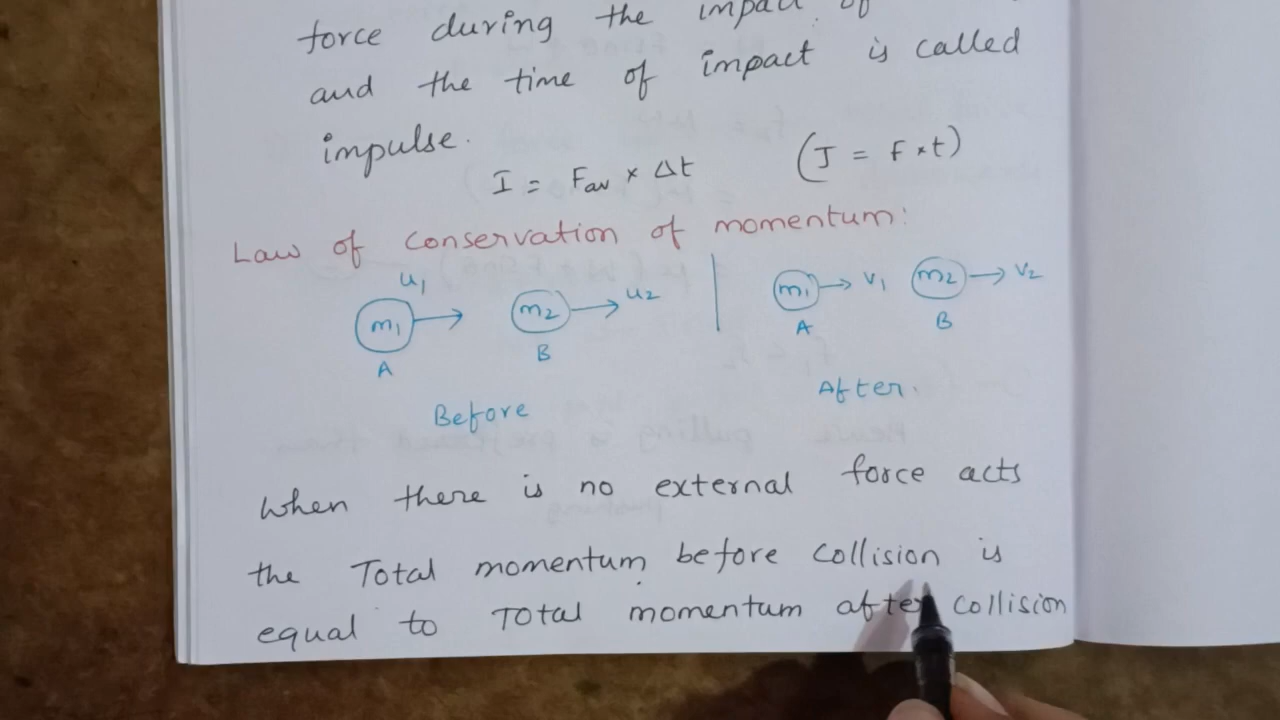 force during the impact of
and the time of impact is called
impulse.
I = Fav × Δt (J = F×t)
Law of conservation of momentum:
u1 u2 v1 v2
m1 m2 m1 m2
A B A B
Before After.
When there is no external force acts
the Total momentum before collision is
equal to Total momentum after collision